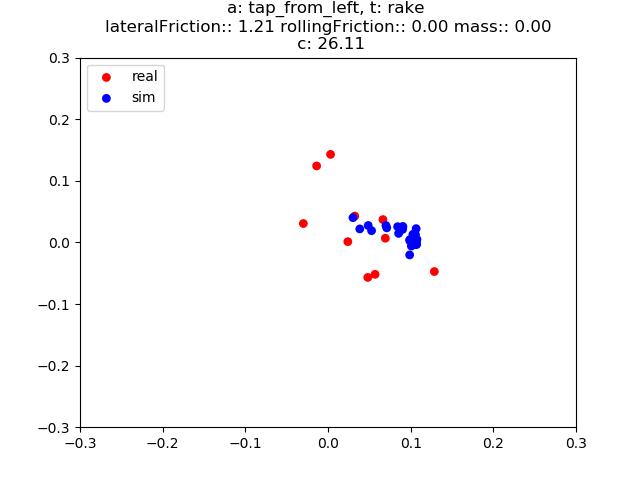 a: tap_from_left, t: rake
lateralFriction:: 1.21 rollingFriction:: 0.00 mass:: 0.00
c: 26.11
real
sim
0.3
0.2
0.1
0.0
−0.1
−0.2
−0.3
−0.3 −0.2 −0.1 0.0 0.1 0.2 0.3